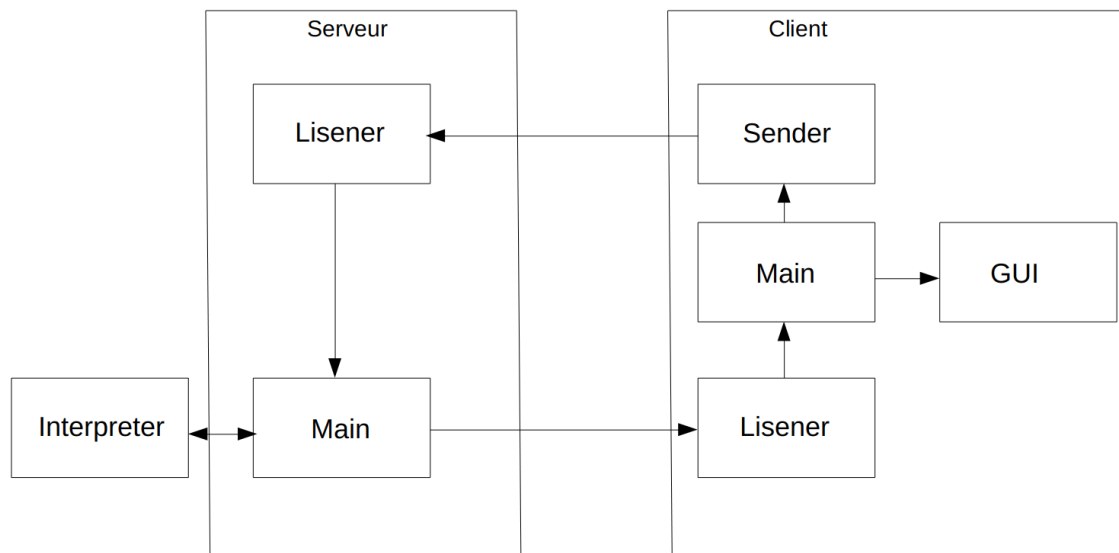 Serveur
Client
Lisener
Sender
Main
GUI
Interpreter
Main
Lisener